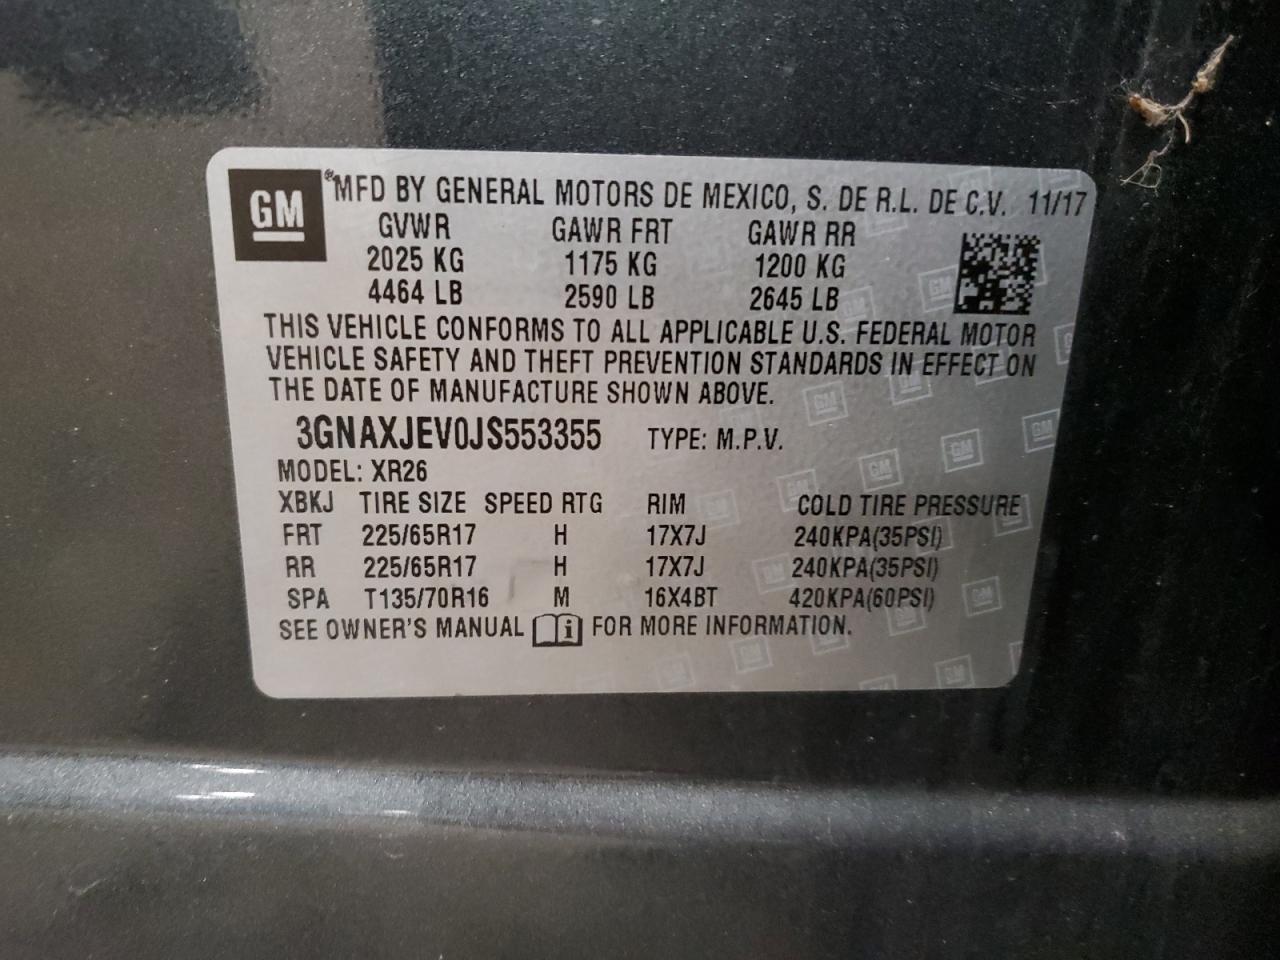 GM
® MFD BY GENERAL MOTORS DE MEXICO, S. DE R.L. DE C.V. 11/17
GVWR GAWR FRT GAWR RR
2025 KG 1175 KG 1200 KG
4464 LB 2590 LB 2645 LB
THIS VEHICLE CONFORMS TO ALL APPLICABLE U.S. FEDERAL MOTOR
VEHICLE SAFETY AND THEFT PREVENTION STANDARDS IN EFFECT ON
THE DATE OF MANUFACTURE SHOWN ABOVE.
3GNAXJEV0JS553355 TYPE: M.P.V.
MODEL: XR26
XBKJ TIRE SIZE SPEED RTG RIM COLD TIRE PRESSURE
FRT 225/65R17 H 17X7J 240KPA(35PSI)
RR 225/65R17 H 17X7J 240KPA(35PSI)
SPA T135/70R16 M 16X4BT 420KPA(60PSI)
SEE OWNER'S MANUAL i FOR MORE INFORMATION.